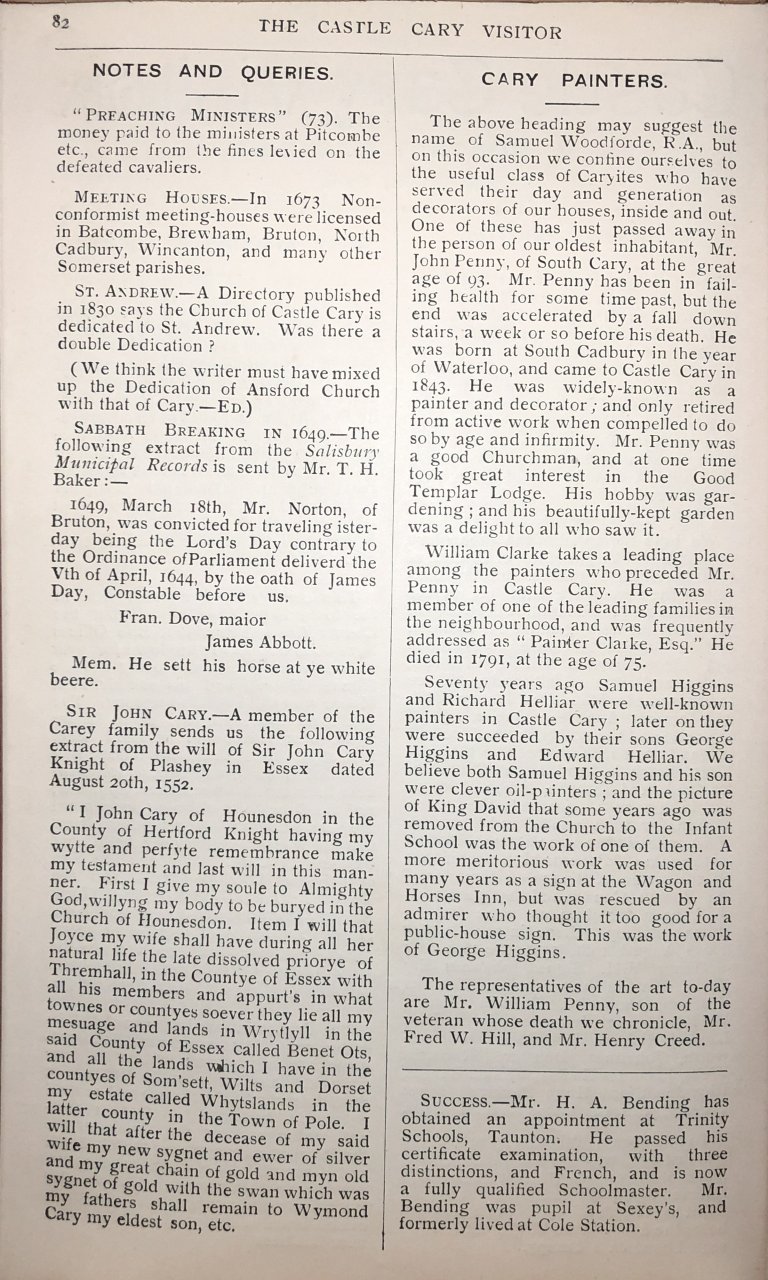 82
THE CASTLE CARY VISITOR
NOTES AND QUERIES.
"PREACHING MINISTERS" (73). The
money paid to the ministers at Pitcombe
etc., came from the fines levied on the
defeated cavaliers.
MEETING HOUSES.—In 1673 Non-
conformist meeting-houses were licensed
in Batcombe, Brewham, Bruton, North
Cadbury, Wincanton, and many other
Somerset parishes.
ST. ANDREW.—A Directory published
in 1830 says the Church of Castle Cary is
dedicated to St. Andrew. Was there a
double Dedication ?
(We think the writer must have mixed
up the Dedication of Ansford Church
with that of Cary.—ED.)
SABBATH BREAKING IN 1649.—The
following extract from the Salisbury
Municipal Records is sent by Mr. T. H.
Baker :—
1649, March 18th, Mr. Norton, of
Bruton, was convicted for traveling ister-
day being the Lord's Day contrary to
the Ordinance of Parliament deliverd the
Vth of April, 1644, by the oath of James
Day, Constable before us.
Fran. Dove, maior
James Abbott.
Mem. He sett his horse at ye white
beere.
SIR JOHN CARY.—A member of the
Carey family sends us the following
extract from the will of Sir John Cary
Knight of Plashey in Essex dated
August 20th, 1552.
"I John Cary of Hounesdon in the
County of Hertford Knight having my
wytte and perfyte remembrance make
my testament and last will in this man-
ner. First I give my soule to Almighty
God, willyng my body to be buryed in the
Church of Hounesdon. Item I will that
Joyce my wife shall have during all her
natural life the late dissolved priorye of
Thremhall, in the Countye of Essex with
all his members and appurt's in what
townes or countyes soever they lie all my
mesuage and lands in Wrytlyll in the
said County of Essex called Benet Ots,
and all the lands which I have in the
countyes of Som'sett, Wilts and Dorset
my estate called Whytslands in the
latter county in the Town of Pole. I
will that after the decease of my said
wife my new sygnet and ewer of silver
and my great chain of gold and myn old
sygnet of gold with the swan which was
my fathers shall remain to Wymond
Cary my eldest son, etc.
CARY PAINTERS.
The above heading may suggest the
name of Samuel Woodforde, R.A., but
on this occasion we confine ourselves to
the useful class of Caryites who have
served their day and generation as
decorators of our houses, inside and out.
One of these has just passed away in
the person of our oldest inhabitant, Mr.
John Penny, of South Cary, at the great
age of 93. Mr. Penny has been in fail-
ing health for some time past, but the
end was accelerated by a fall down
stairs, a week or so before his death. He
was born at South Cadbury in the year
of Waterloo, and came to Castle Cary in
1843. He was widely-known as a
painter and decorator ; and only retired
from active work when compelled to do
so by age and infirmity. Mr. Penny was
a good Churchman, and at one time
took great interest in the Good
Templar Lodge. His hobby was gar-
dening ; and his beautifully-kept garden
was a delight to all who saw it.
William Clarke takes a leading place
among the painters who preceded Mr.
Penny in Castle Cary. He was a
member of one of the leading families in
the neighbourhood, and was frequently
addressed as "Painter Clarke, Esq." He
died in 1791, at the age of 75.
Seventy years ago Samuel Higgins
and Richard Helliar were well-known
painters in Castle Cary ; later on they
were succeeded by their sons George
Higgins and Edward Helliar. We
believe both Samuel Higgins and his son
were clever oil-painters ; and the picture
of King David that some years ago was
removed from the Church to the Infant
School was the work of one of them. A
more meritorious work was used for
many years as a sign at the Wagon and
Horses Inn, but was rescued by an
admirer who thought it too good for a
public-house sign. This was the work
of George Higgins.
The representatives of the art to-day
are Mr. William Penny, son of the
veteran whose death we chronicle, Mr.
Fred W. Hill, and Mr. Henry Creed.
SUCCESS.—Mr. H. A. Bending has
obtained an appointment at Trinity
Schools, Taunton. He passed his
certificate examination, with three
distinctions, and French, and is now
a fully qualified Schoolmaster. Mr.
Bending was pupil at Sexey's, and
formerly lived at Cole Station.